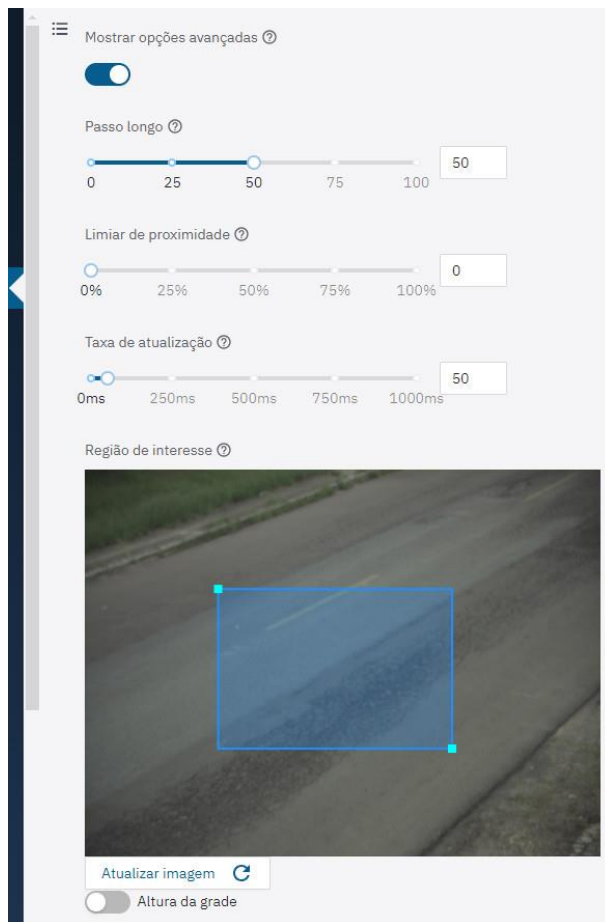 Mostrar opções avançadas ?
Passo longo ?
50
0 25 50 75 100
Limiar de proximidade ?
0
0% 25% 50% 75% 100%
Taxa de atualização ?
50
0ms 250ms 500ms 750ms 1000ms
Região de interesse ?
Atualizar imagem
Altura da grade